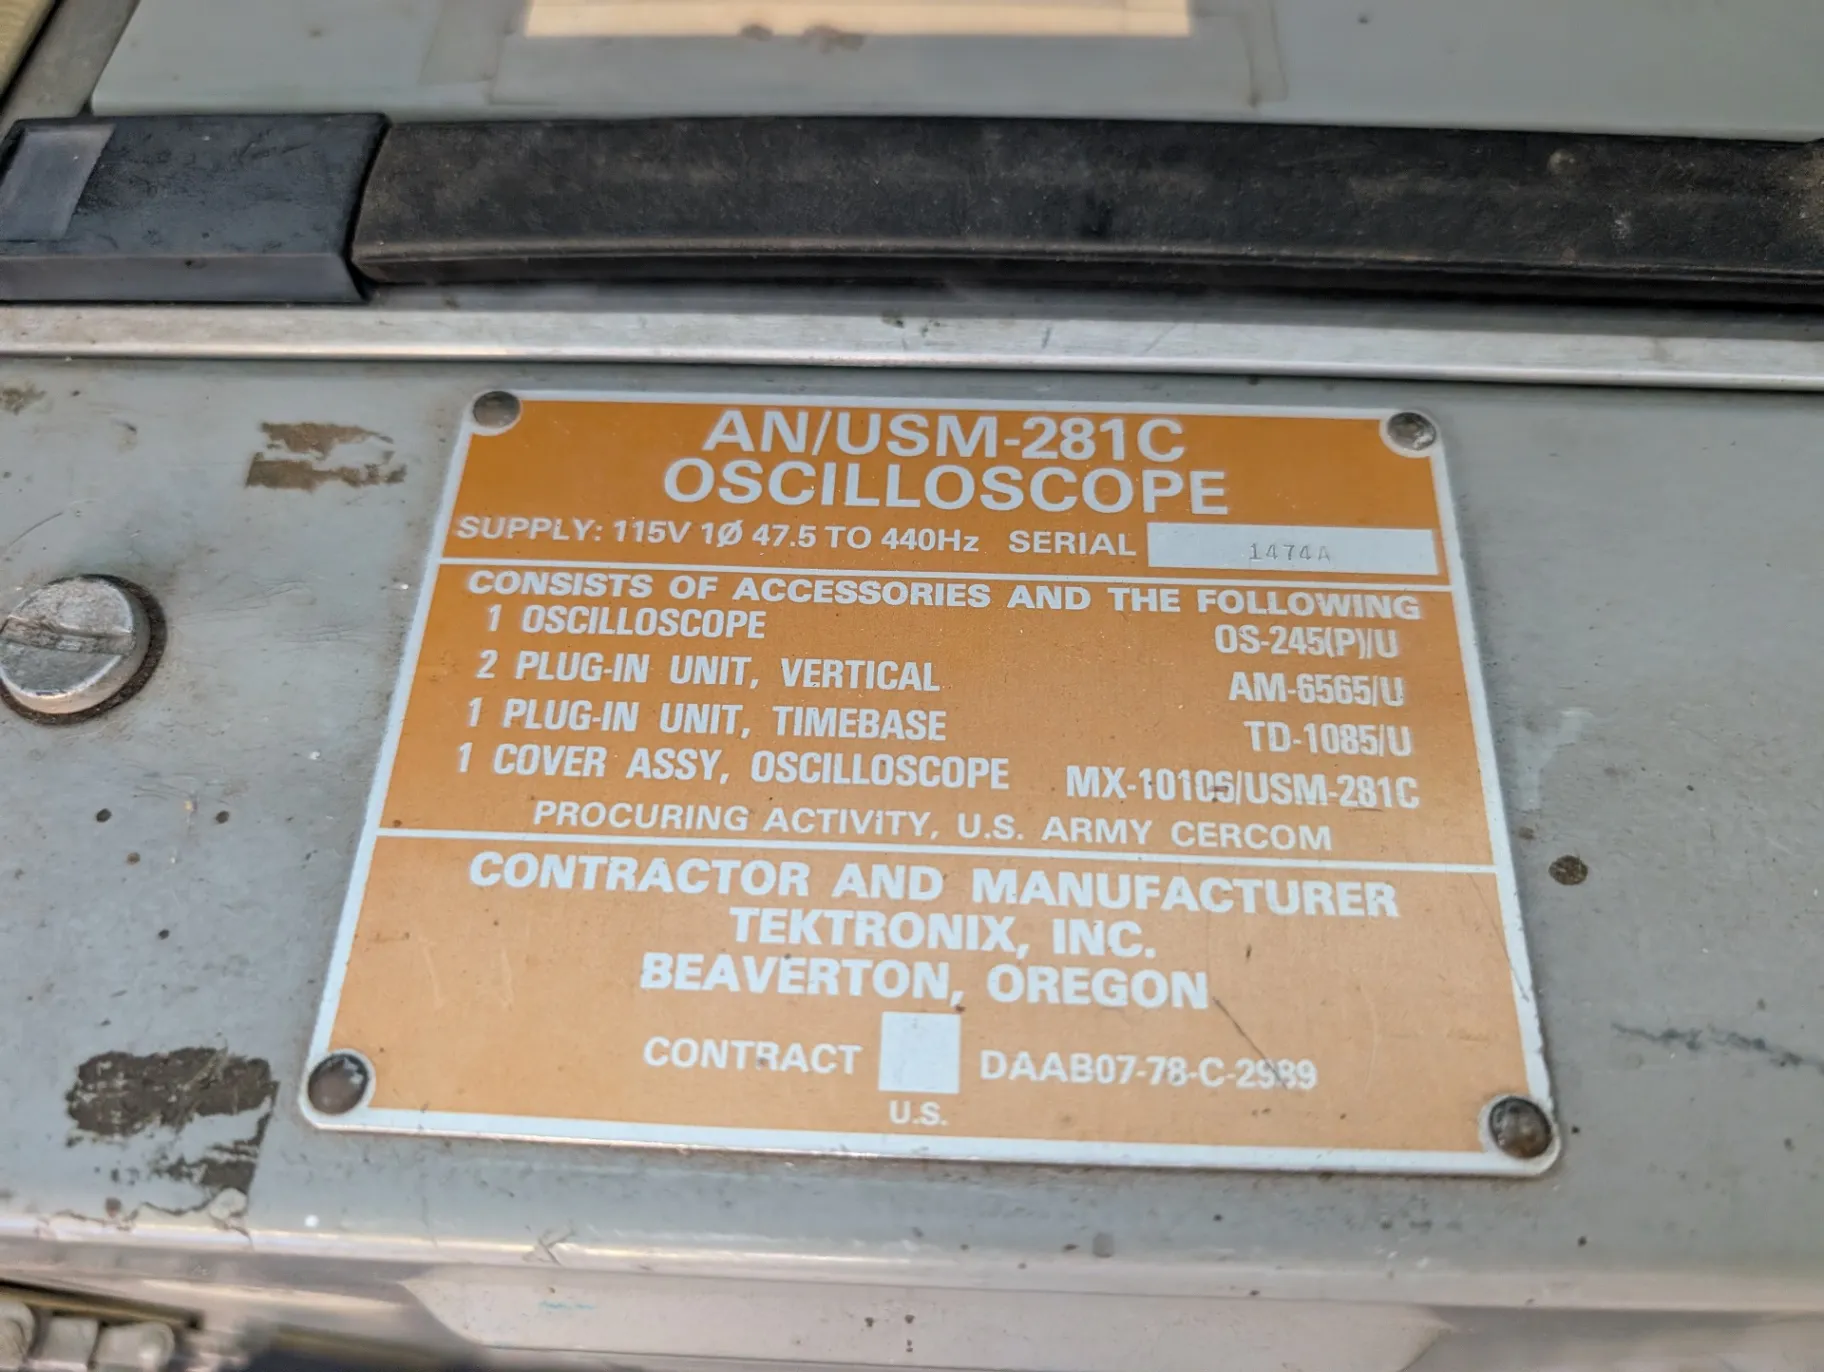 AN/USM-281C
OSCILLOSCOPE
SUPPLY: 115V 1Ø 47.5 TO 440Hz SERIAL 1474A
CONSISTS OF ACCESSORIES AND THE FOLLOWING
1 OSCILLOSCOPE OS-245(P)/U
2 PLUG-IN UNIT, VERTICAL AM-6565/U
1 PLUG-IN UNIT, TIMEBASE TD-1085/U
1 COVER ASSY, OSCILLOSCOPE MX-10106/USM-281C
PROCURING ACTIVITY, U.S. ARMY CERCOM
CONTRACTOR AND MANUFACTURER
TEKTRONIX, INC.
BEAVERTON, OREGON
CONTRACT DAAB07-78-C-2989
U.S.